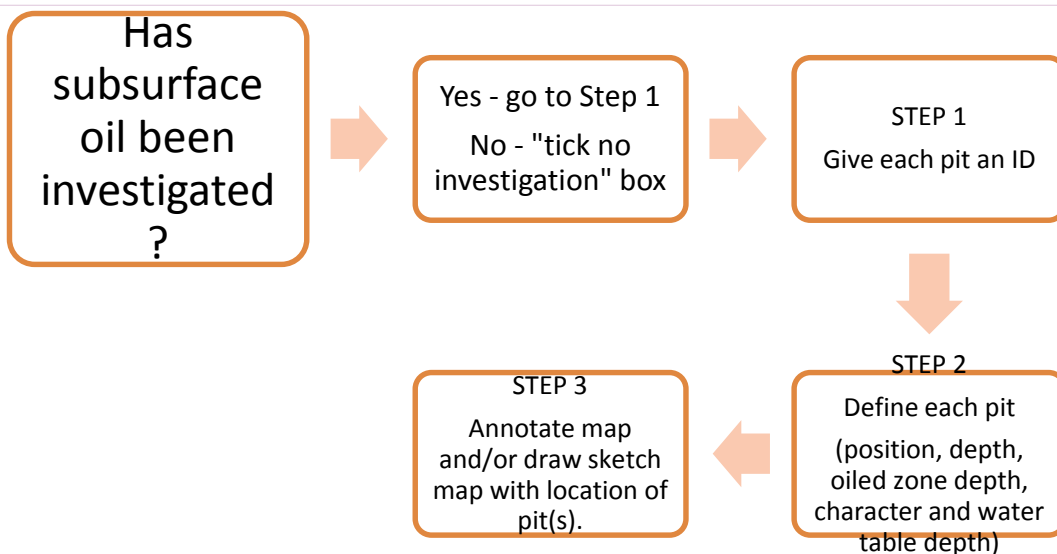 Has
subsurface
oil been
investigated
?
Yes - go to Step 1
No - "tick no
investigation" box
STEP 1
Give each pit an ID
STEP 2
Define each pit
(position, depth,
oiled zone depth,
character and water
table depth)
STEP 3
Annotate map
and/or draw sketch
map with location of
pit(s).